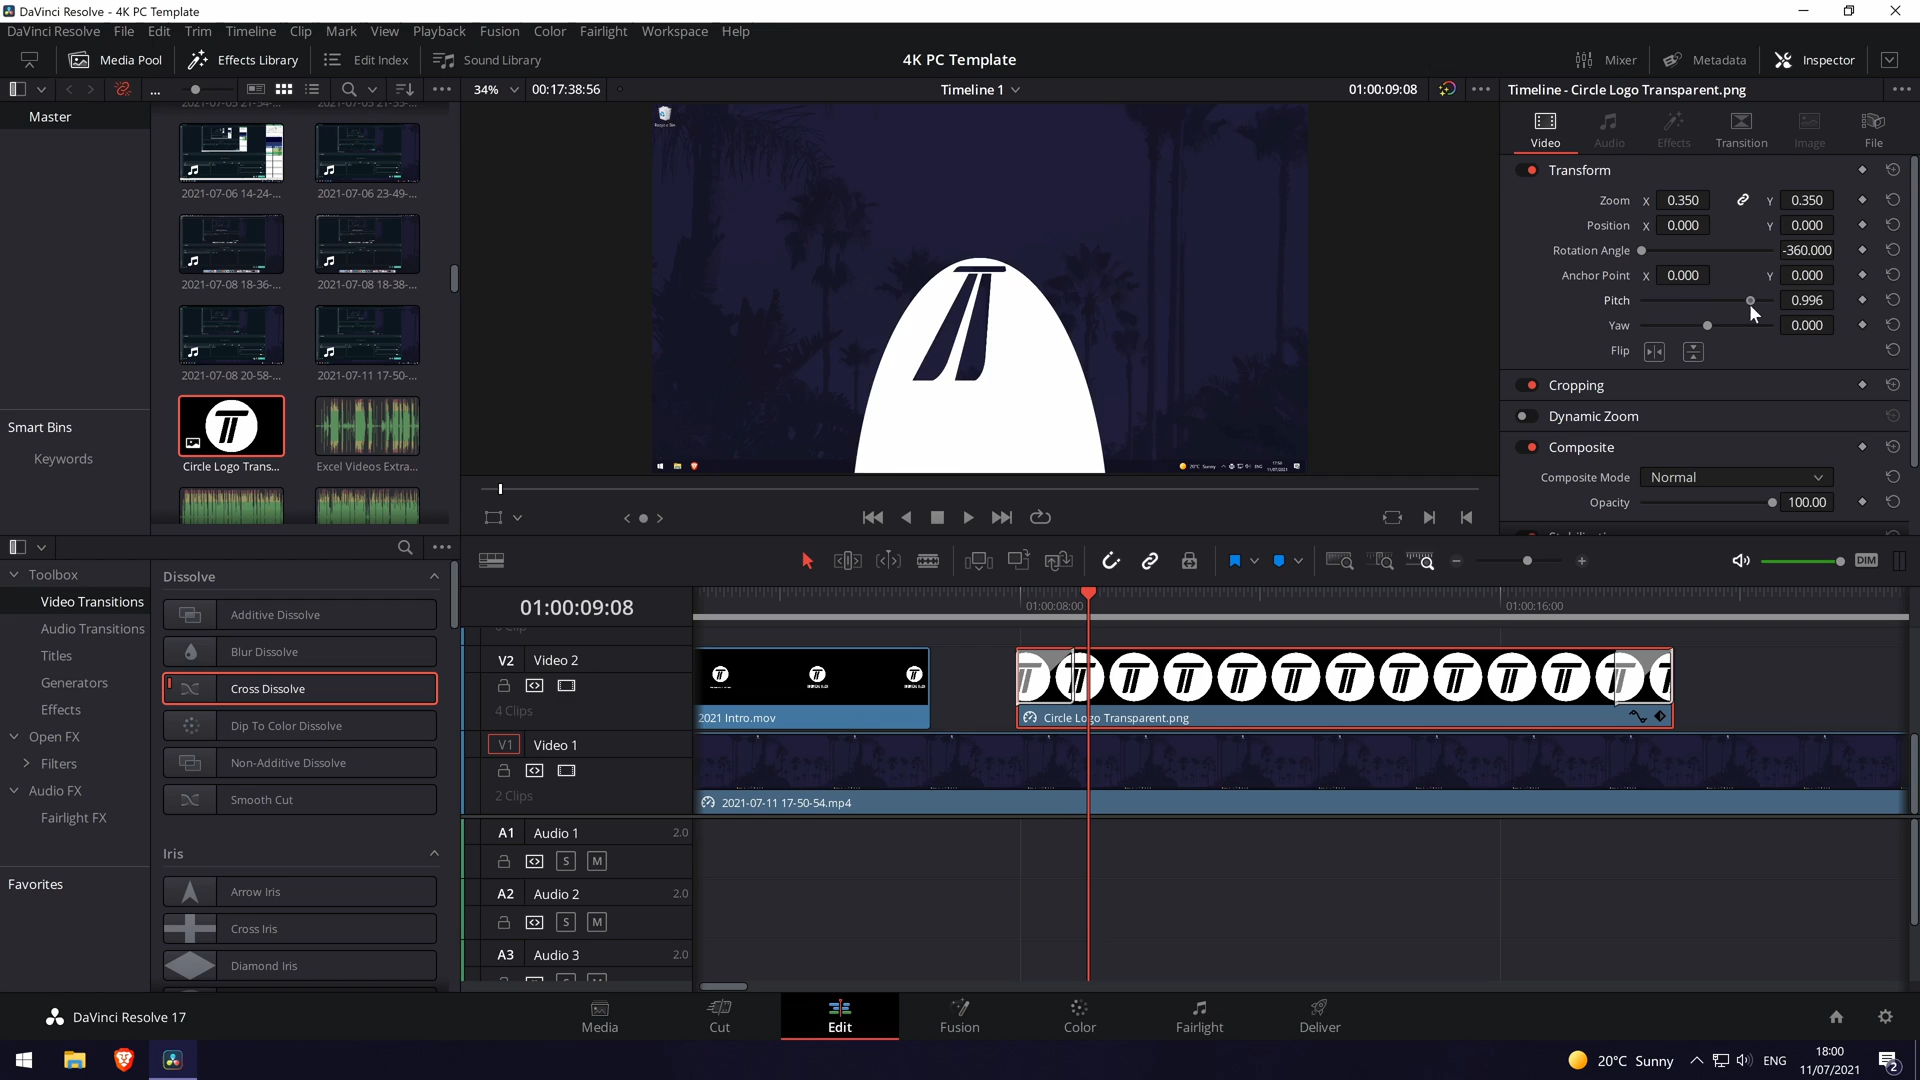 DaVinci Resolve - 4K PC Template
DaVinci Resolve File Edit Trim Timeline Clip Mark View Playback Fusion Color Fairlight Workspace Help
Media Pool Effects Library Edit Index Sound Library 4K PC Template Mixer Metadata Inspector
... 34% 00:17:38:56 Timeline 1 01:00:09:08 Timeline - Circle Logo Transparent.png
Master
2021-07-06 14-24-... 2021-07-06 23-49-...
2021-07-08 18-36-... 2021-07-08 18-38-...
2021-07-08 20-58-... 2021-07-11 17-50-...
Circle Logo Trans... Excel Videos Extra...
Smart Bins
Keywords
Video Audio Effects Transition Image File
Transform
Zoom X 0.350 Y 0.350
Position X 0.000 Y 0.000
Rotation Angle -360.000
Anchor Point X 0.000 Y 0.000
Pitch 0.996
Yaw 0.000
Flip
Cropping
Dynamic Zoom
Composite
Composite Mode Normal
Opacity 100.00
Toolbox
Video Transitions
Audio Transitions
Titles
Generators
Effects
Open FX
Filters
Audio FX
Fairlight FX
Favorites
Dissolve
Additive Dissolve
Blur Dissolve
Cross Dissolve
Dip To Color Dissolve
Non-Additive Dissolve
Smooth Cut
Iris
Arrow Iris
Cross Iris
Diamond Iris
DIM
01:00:09:08 01:00:08:00 01:00:16:00
V2 Video 2
4 Clips
2021 Intro.mov Circle Logo Transparent.png
V1 Video 1
2 Clips
2021-07-11 17-50-54.mp4
A1 Audio 1 2.0
S M
A2 Audio 2 2.0
S M
A3 Audio 3 2.0
DaVinci Resolve 17
Media Cut Edit Fusion Color Fairlight Deliver
20°C Sunny ENG 18:00
11/07/2021 2